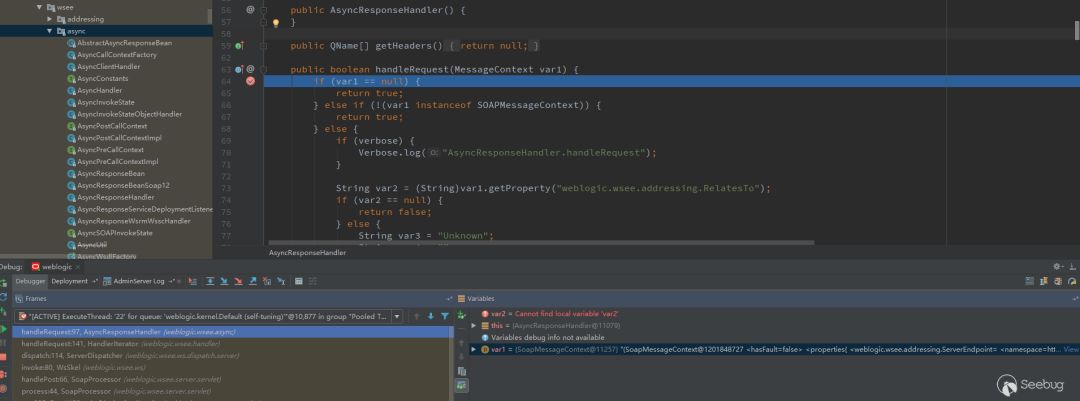 wsee
addressing
async
AbstractAsyncResponseBean
AsyncCallContextFactory
AsyncClientHandler
AsyncConstants
AsyncHandler
AsyncInvokeState
AsyncInvokeStateObjectHandler
AsyncPostCallContext
AsyncPostCallContextImpl
AsyncPreCallContext
AsyncPreCallContextImpl
AsyncResponseBean
AsyncResponseBeanSoap12
AsyncResponseHandler
AsyncResponseServiceDeploymentListene
AsyncResponseWsrmWsscHandler
AsyncSOAPInvokeState
AsyncUtil
AsyncWsdlFactory
56 @ public AsyncResponseHandler() {
57 }
58
59 public QName[] getHeaders() { return null; }
62
63 @ public boolean handleRequest(MessageContext var1) {
64 if (var1 == null) {
65 return true;
66 } else if (!(var1 instanceof SOAPMessageContext)) {
67 return true;
68 } else {
69 if (verbose) {
70 Verbose.log( o: "AsyncResponseHandler.handleRequest");
71 }
72
73 String var2 = (String)var1.getProperty("weblogic.wsee.addressing.RelatesTo");
74 if (var2 == null) {
75 return false;
76 } else {
77 String var3 = "Unknown";
AsyncResponseHandler
Debug: weblogic
Debugger Deployment AdminServer Log
Frames
Variables
"[ACTIVE] ExecuteThread: '22' for queue: 'weblogic.kernel.Default (self-tuning)'"@10,877 in group "Pooled T...
handleRequest:97, AsyncResponseHandler (weblogic.wsee.async)
handleRequest:141, HandlerIterator (weblogic.wsee.handler)
dispatch:114, ServerDispatcher (weblogic.wsee.ws.dispatch.server)
invoke:80, WsSkel (weblogic.wsee.ws)
handlePost:66, SoapProcessor (weblogic.wsee.server.servlet)
process:44, SoapProcessor (weblogic.wsee.server.servlet)
var2 = Cannot find local variable 'var2'
this = {AsyncResponseHandler@11079}
Variables debug info not available
var1 = {SoapMessageContext@11257} "(SoapMessageContext@1201848727 <hasFault=false> <properties{ <weblogic.wsee.addressing.ServerEndpoint= <namespace=htt... View
Seebug